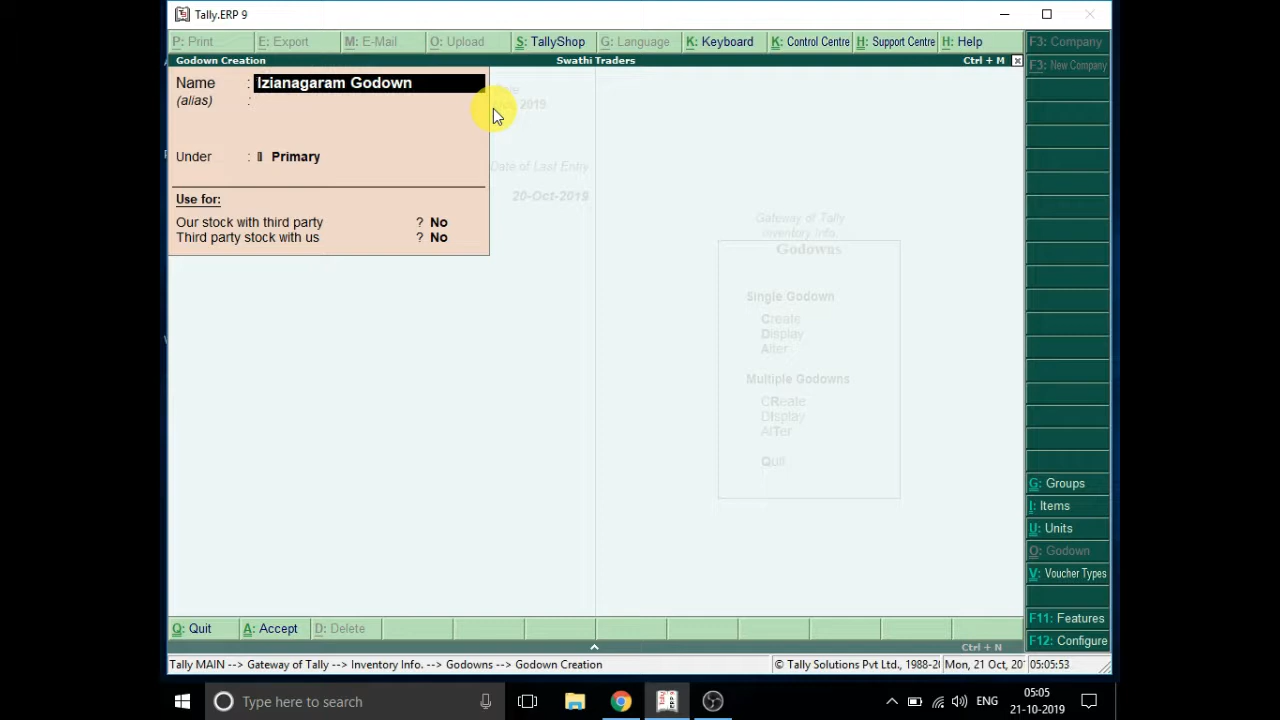 Tally.ERP 9
P: Print E: Export M: E-Mail O: Upload S: TallyShop G: Language K: Keyboard K: Control Centre H: Support Centre H: Help F3: Company
Godown Creation Swathi Traders Ctrl + M
F3: New Company
Name : Izianagaram Godown
(alias) :
2019
Under : Primary
Date of Last Entry
Use for:
20-Oct-2019
Our stock with third party ? No
Third party stock with us ? No
Gateway of Tally
Inventory Info.
Godowns
Single Godown
Create
Display
Alter
Multiple Godowns
CReate
DIsplay
AlTer
Quit
G: Groups
I: Items
U: Units
O: Godown
V: Voucher Types
F11: Features
F12: Configure
Q: Quit A: Accept D: Delete
Ctrl + N
Tally MAIN --> Gateway of Tally --> Inventory Info. --> Godowns --> Godown Creation © Tally Solutions Pvt Ltd., 1988-2 Mon, 21 Oct, 20 05:05:53
Type here to search ENG 05:05
21-10-2019